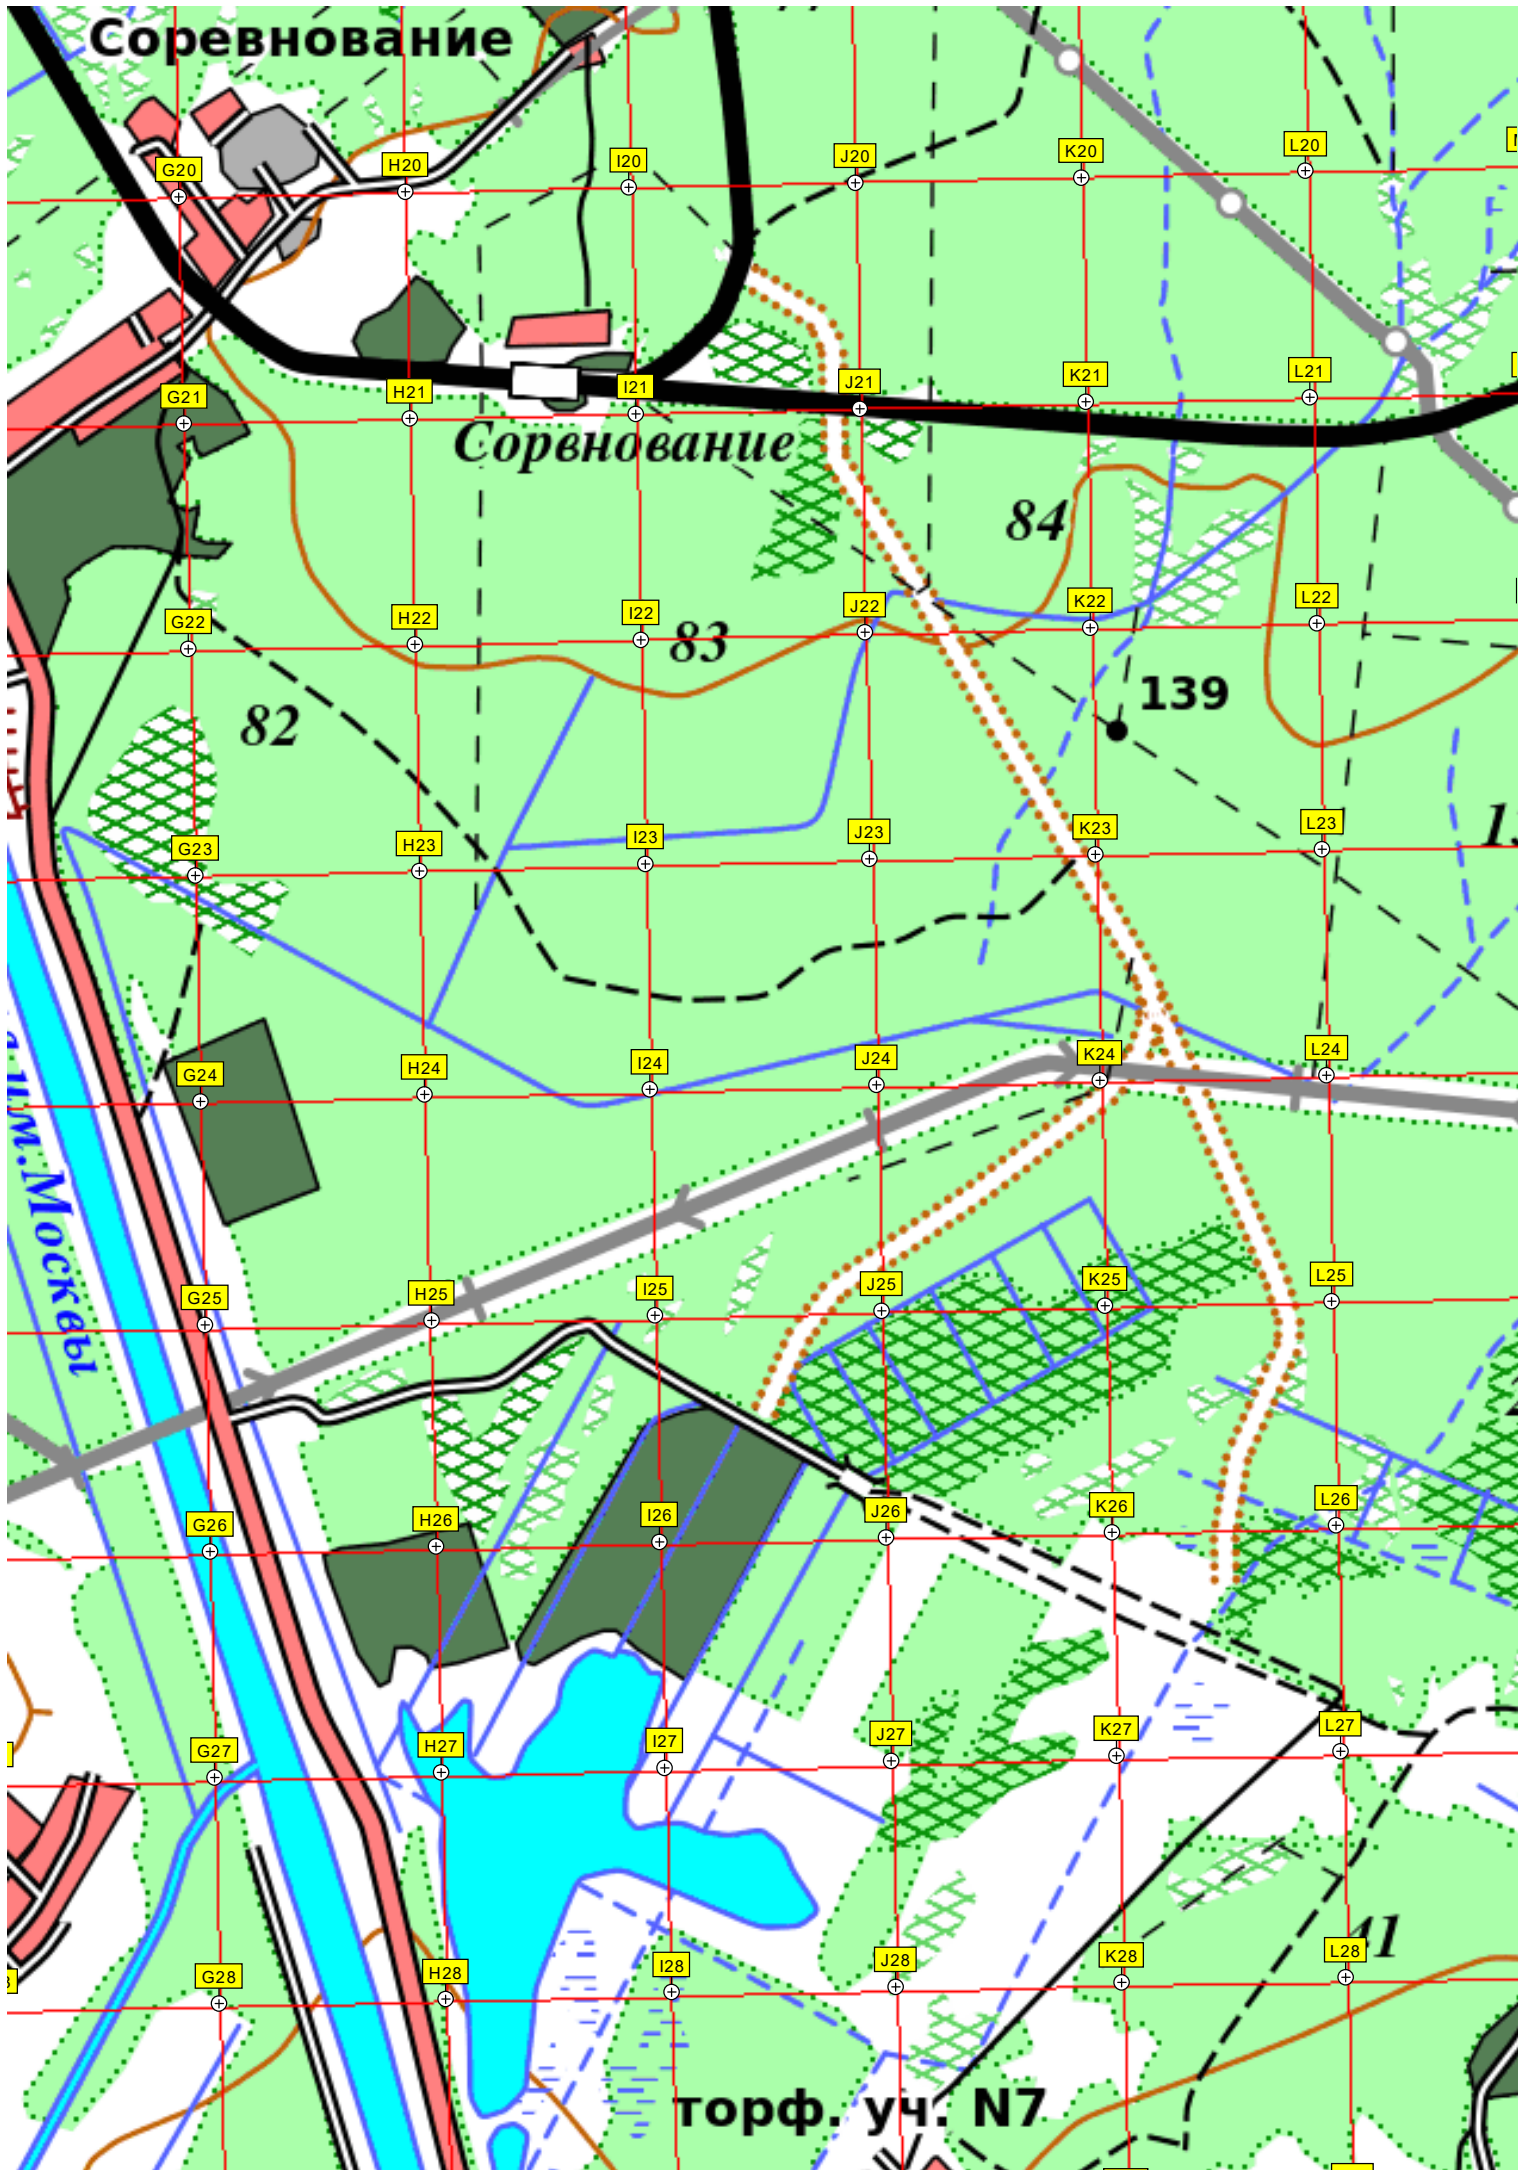 Соревнование
G20 H20 I20 J20 K20 L20
G21 H21 I21 J21 K21 L21
Сорвнование
84
G22 H22 I22 J22 K22 L22
83
139
82
G23 H23 I23 J23 K23 L23
G24 H24 I24 J24 K24 L24
им.Москвы
G25 H25 I25 J25 K25 L25
G26 H26 I26 J26 K26 L26
G27 H27 I27 J27 K27 L27
41
G28 H28 I28 J28 K28 L28
торф. уч. N7